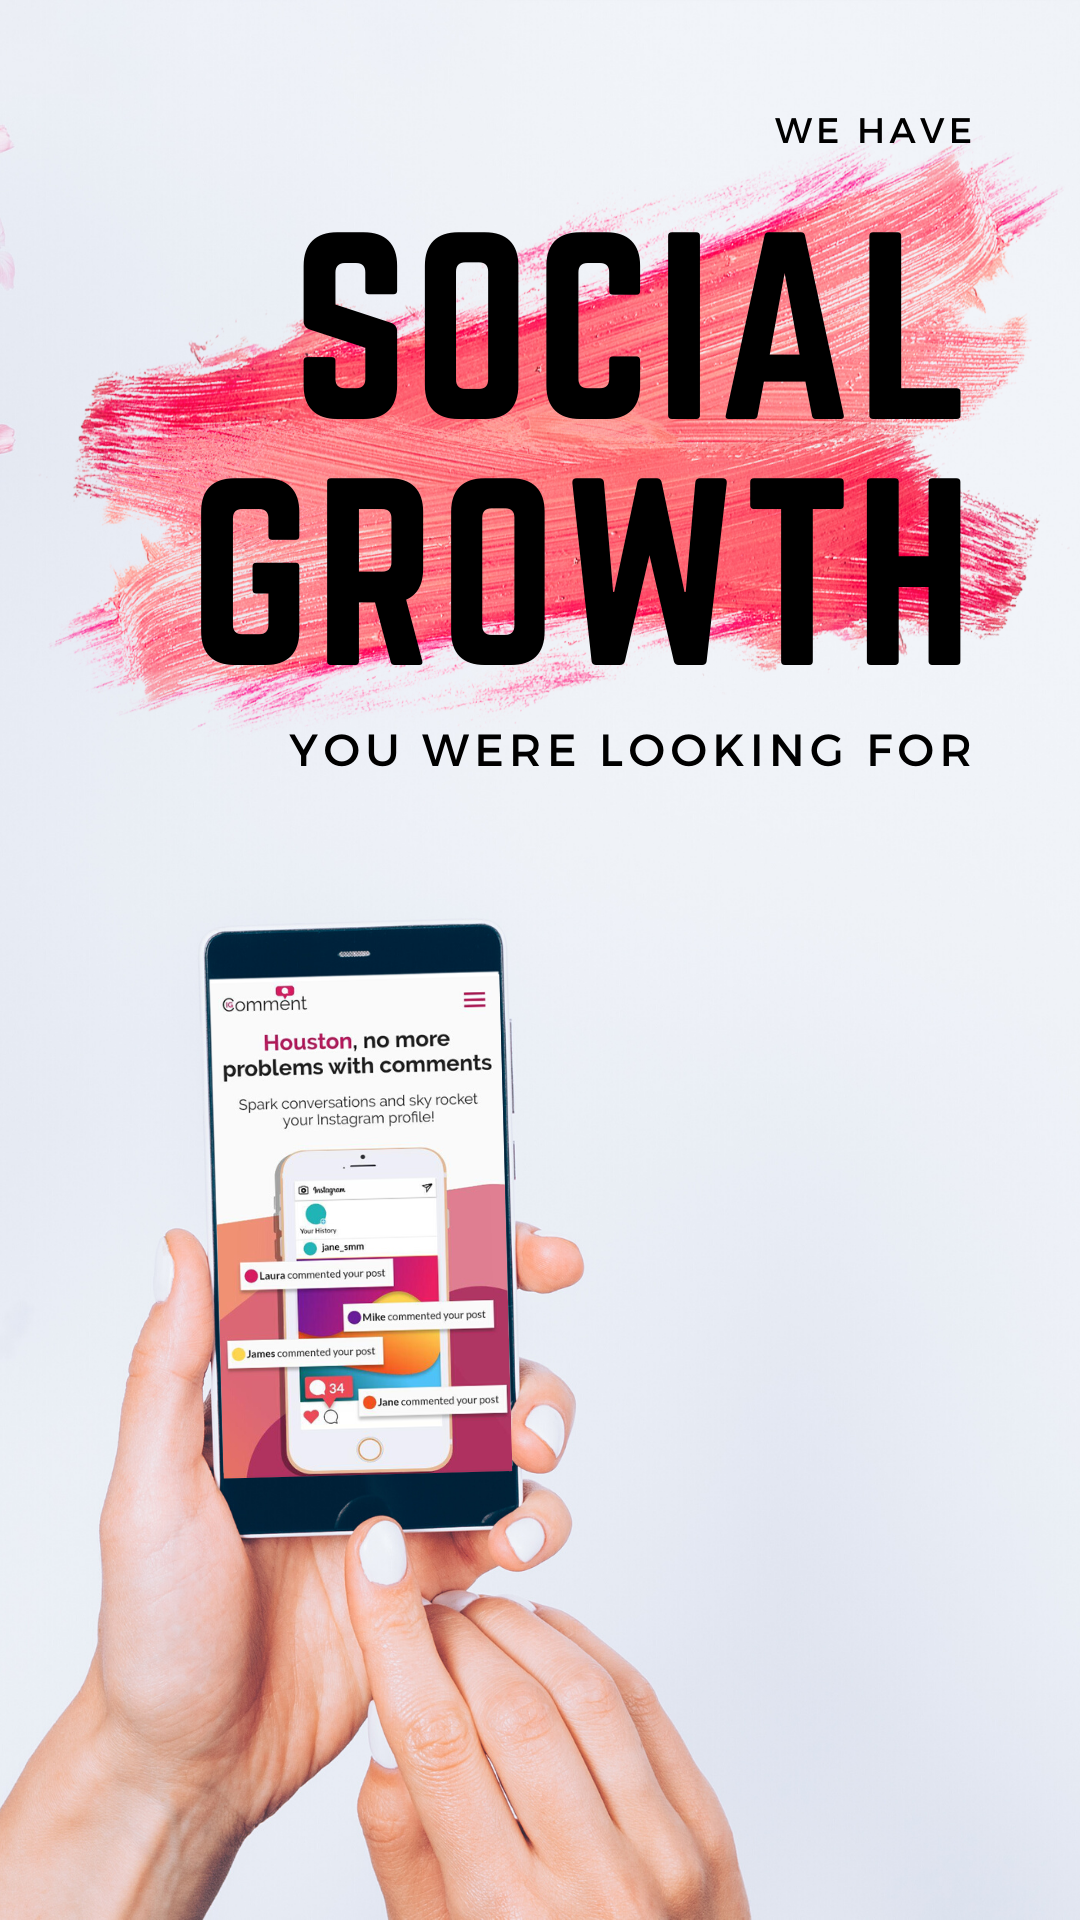 WE HAVE
SOCIAL
GROWTH
YOU WERE LOOKING FOR
IGComment
Houston, no more
problems with comments
Spark conversations and sky rocket
your Instagram profile!
Instagram
Your History
jane_smm
Laura commented your post
Mike commented your post
James commented your post
34
Jane commented your post